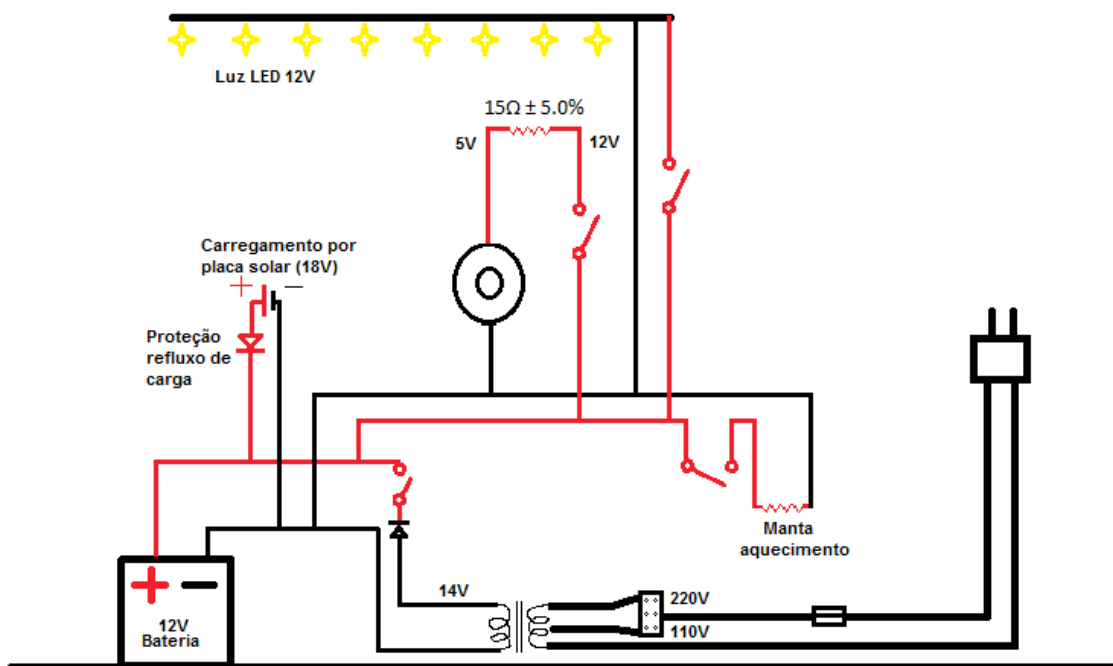 Luz LED 12V
15Ω ± 5.0%
5V
12V
Carregamento por
placa solar (18V)
+ −
Proteção
refluxo de
carga
Manta
aquecimento
14V
220V
110V
+ −
12V
Bateria